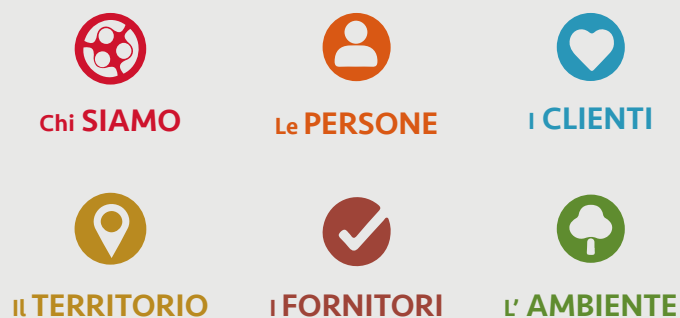 Chi SIAMO
Le PERSONE
I CLIENTI
Il TERRITORIO
I FORNITORI
L' AMBIENTE